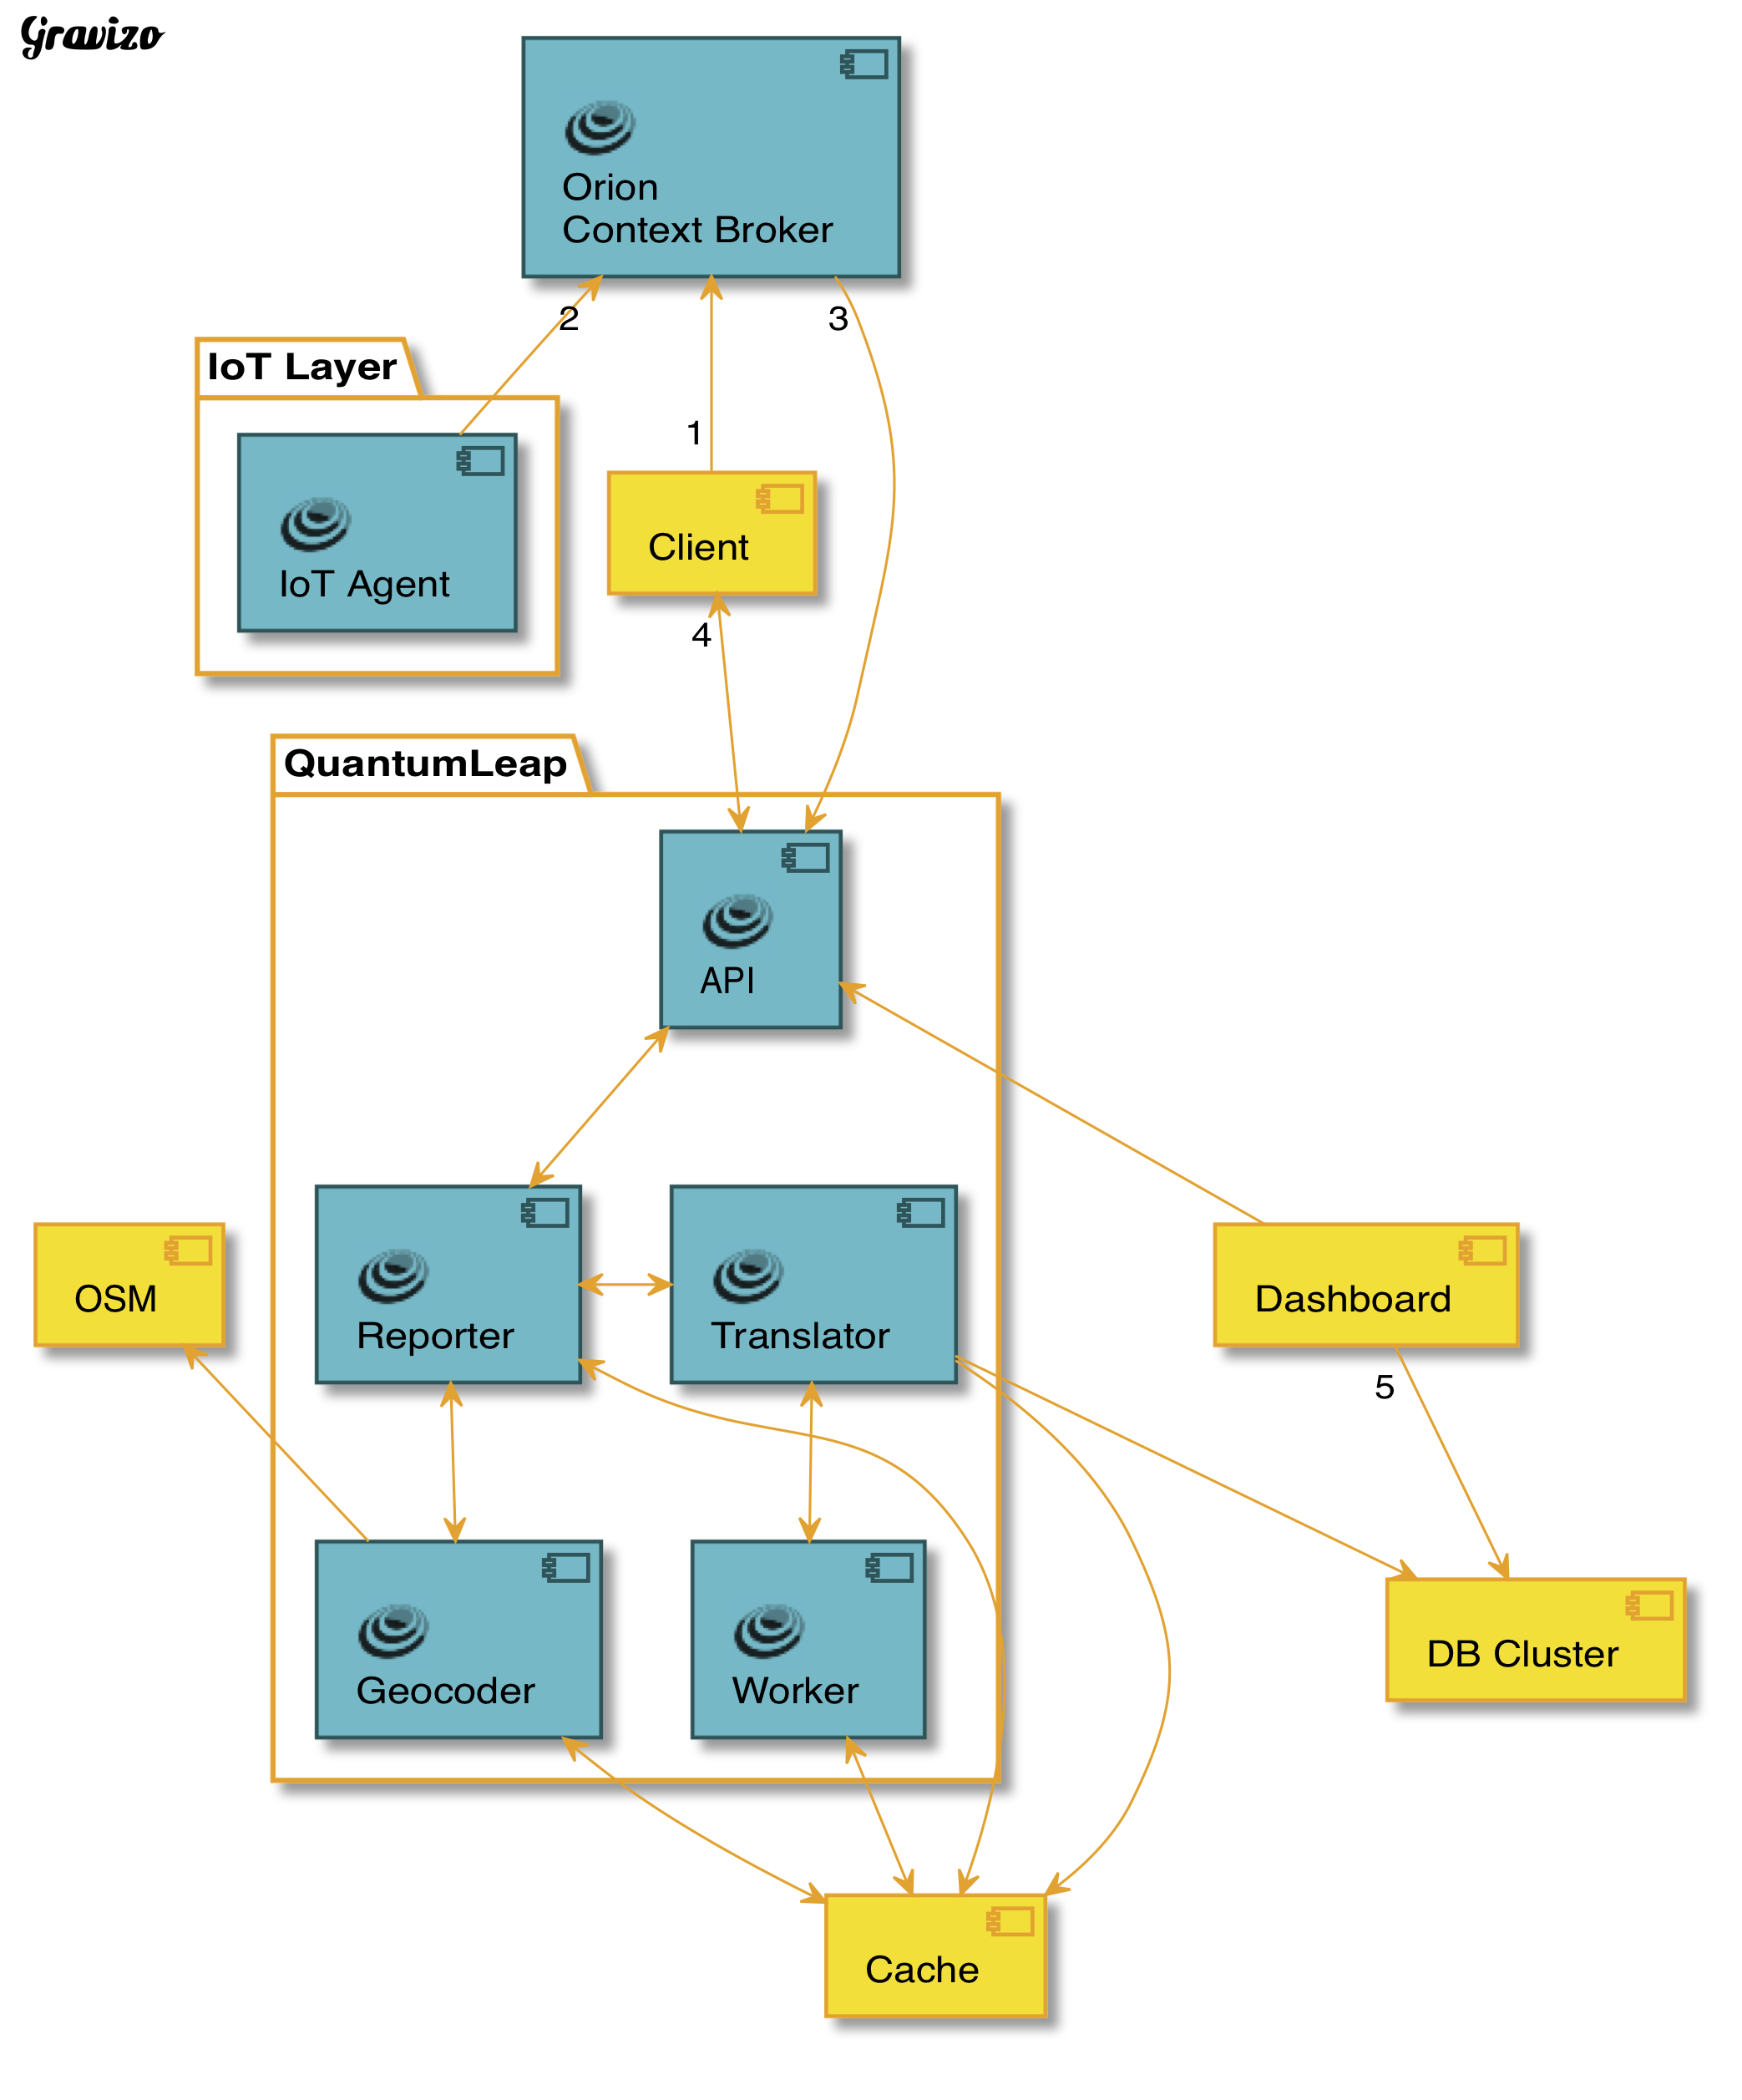 Gravizo
Orion
Context Broker
2
3
IoT Layer
1
Client
IoT Agent
4
QuantumLeap
API
OSM
Reporter
Translator
Dashboard
5
Geocoder
Worker
DB Cluster
Cache